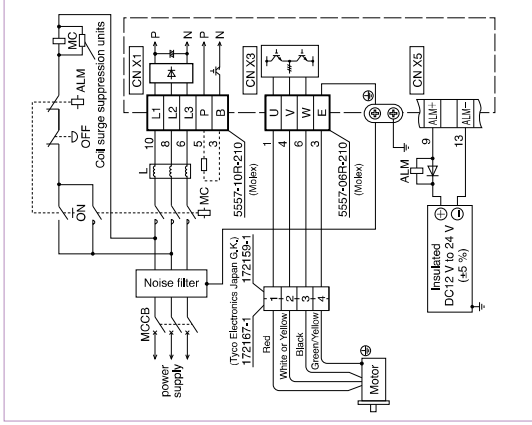 Coil surge suppression units
MC
ALM
OFF
ON
MC
CN X1
P
N
P
N
L1
L2
L3
P
B
10
8
6
5
3
L
5557-10R-210
(Molex)
CN X3
U
V
W
E
1
4
6
3
5557-06R-210
(Molex)
CN X5
ALM+
ALM-
9
13
ALM
Insulated
DC12 V to 24 V
(±5 %)
Noise filter
MCCB
power
supply
(Tyco Electronics Japan G.K.)
172167-1
172159-1
1
2
3
4
Red
White or Yellow
Black
Green/Yellow
Motor